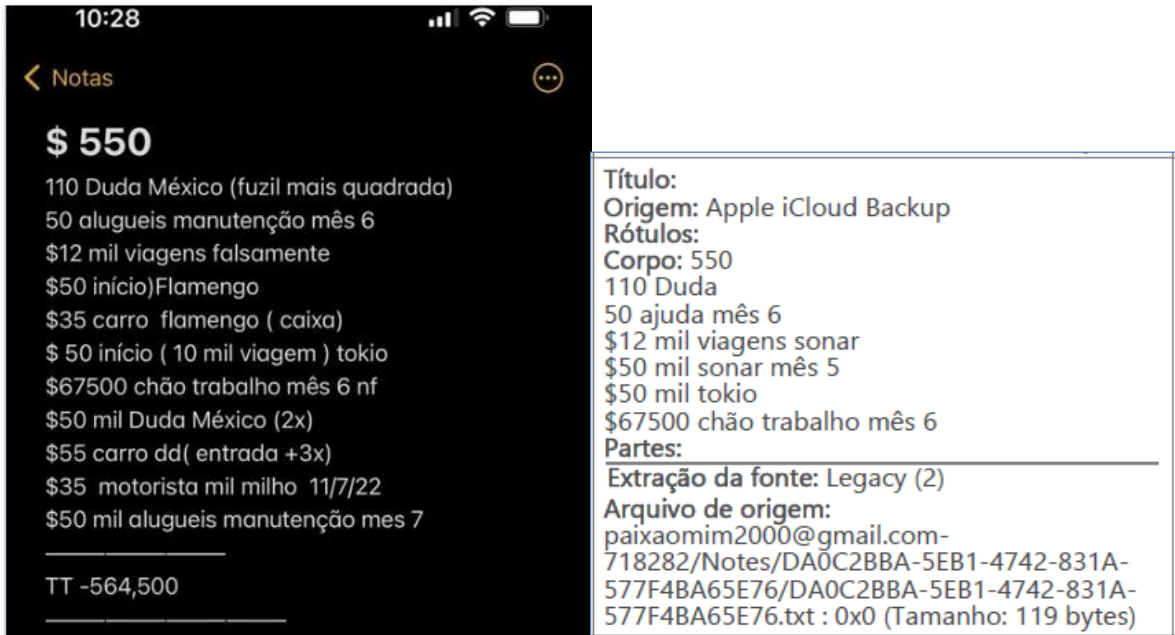 10:28
Notas
$ 550
110 Duda México (fuzil mais quadrada)
50 alugueis manutenção mês 6
$12 mil viagens falsamente
$50 início)Flamengo
$35 carro  flamengo ( caixa)
$ 50 início ( 10 mil viagem ) tokio
$67500 chão trabalho mês 6 nf
$50 mil Duda México (2x)
$55 carro dd( entrada +3x)
$35  motorista mil milho  11/7/22
$50 mil alugueis manutenção mes 7
TT -564,500
Título:
Origem: Apple iCloud Backup
Rótulos:
Corpo: 550
110 Duda
50 ajuda mês 6
$12 mil viagens sonar
$50 mil sonar mês 5
$50 mil tokio
$67500 chão trabalho mês 6
Partes:
Extração da fonte: Legacy (2)
Arquivo de origem:
paixaomim2000@gmail.com-
718282/Notes/DA0C2BBA-5EB1-4742-831A-
577F4BA65E76/DA0C2BBA-5EB1-4742-831A-
577F4BA65E76.txt : 0x0 (Tamanho: 119 bytes)